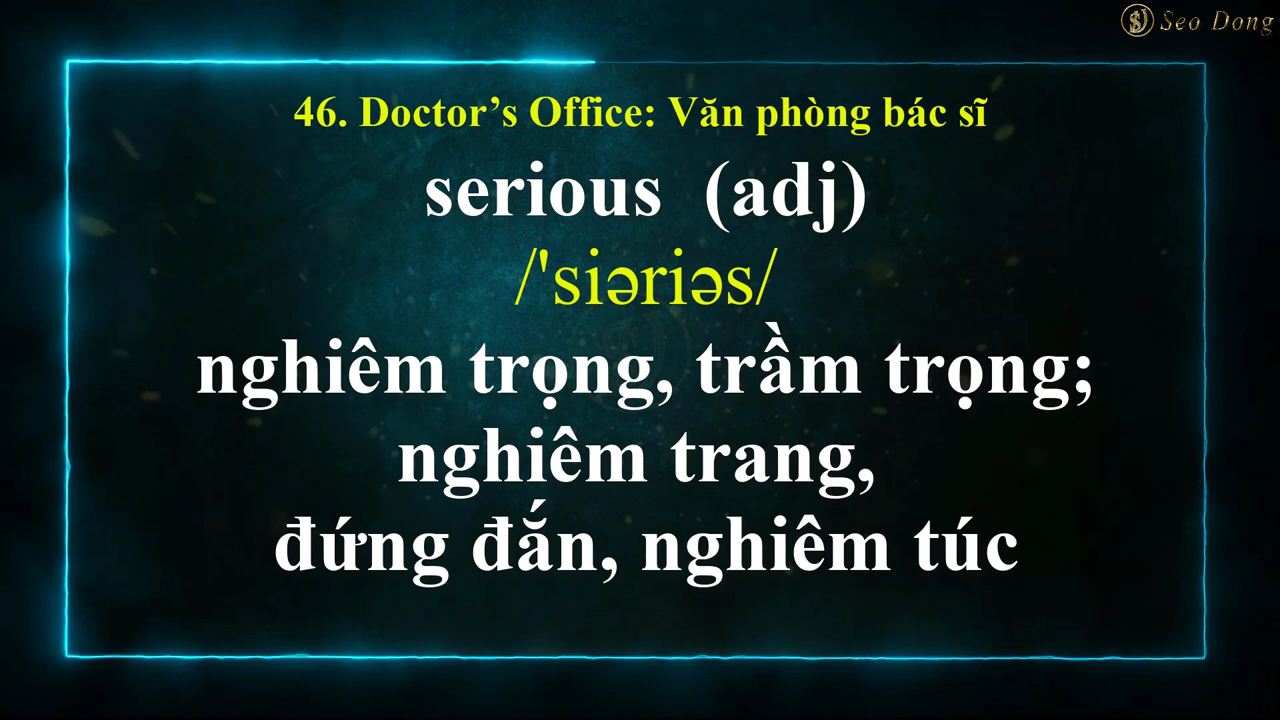 Seo Dong
46. Doctor’s Office: Văn phòng bác sĩ
serious (adj)
/'siəriəs/
nghiêm trọng, trầm trọng;
nghiêm trang,
đứng đắn, nghiêm túc